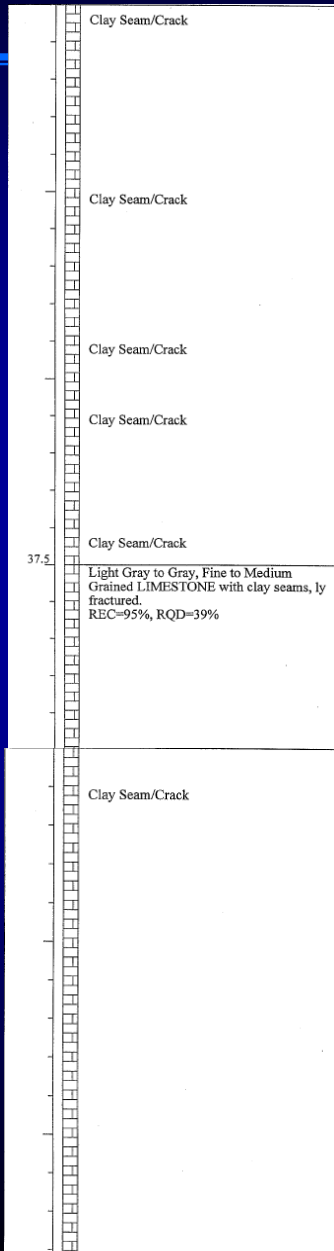 Clay Seam/Crack
Clay Seam/Crack
Clay Seam/Crack
Clay Seam/Crack
Clay Seam/Crack
37.5
Light Gray to Gray, Fine to Medium
Grained LIMESTONE with clay seams, ly
fractured.
REC=95%, RQD=39%
Clay Seam/Crack